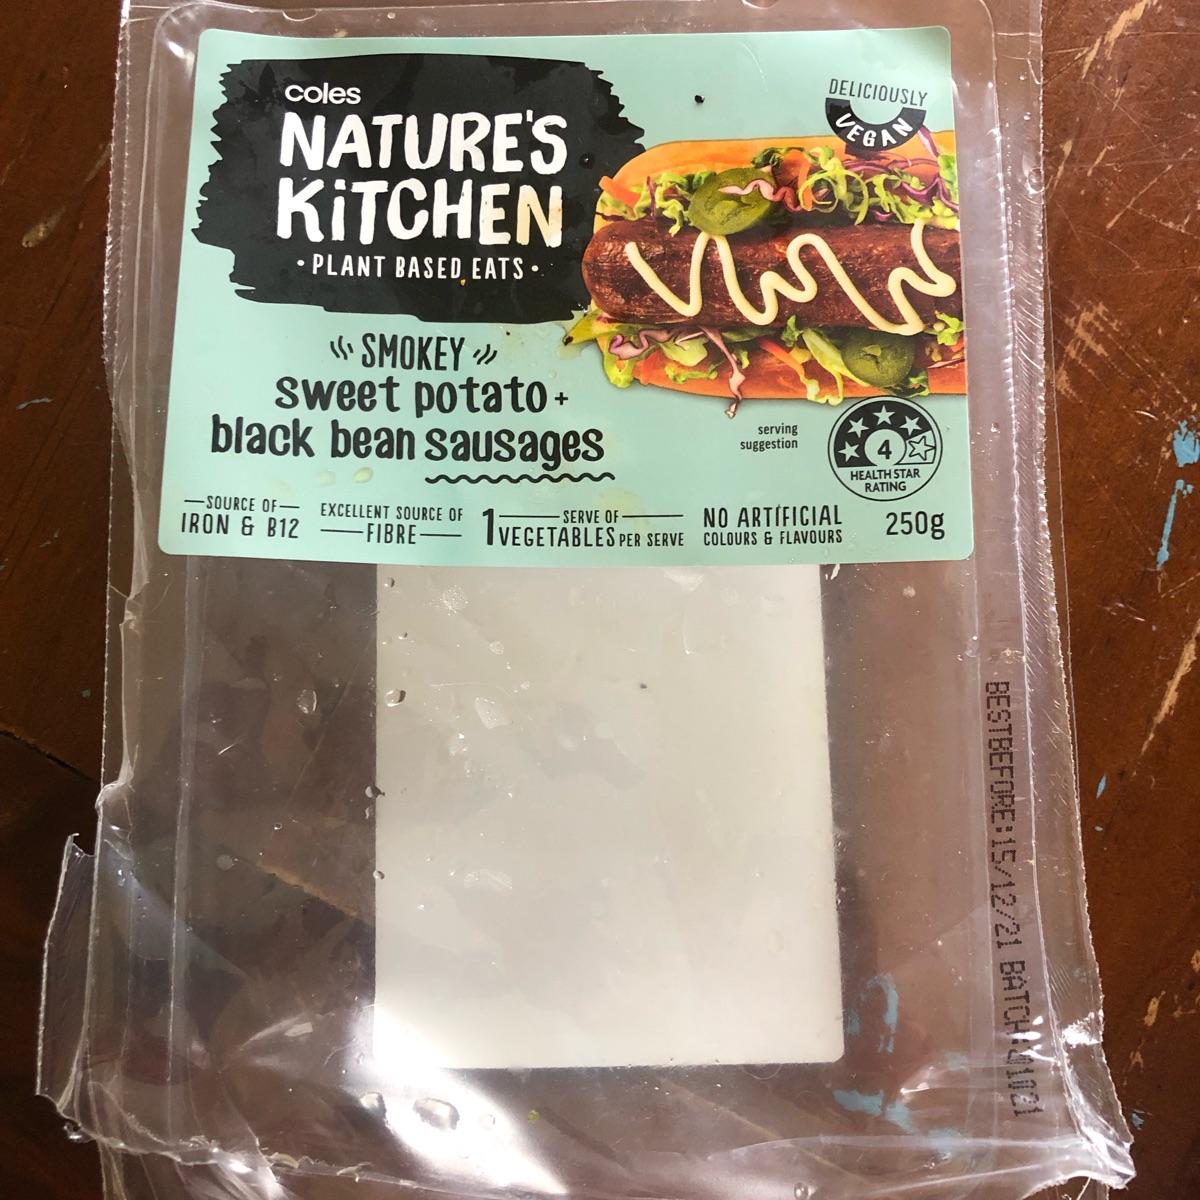 coles
NATURE'S
KiTCHEN
• PLANT BASED EATS •
DELICIOUSLY
VEGAN
SMOKEY
sweet potato +
black bean sausages
serving
suggestion
4
HEALTH STAR
RATING
SOURCE OF
IRON & B12
EXCELLENT SOURCE OF
FIBRE
1 SERVE OF
VEGETABLES PER SERVE
NO ARTIFICIAL
COLOURS & FLAVOURS
250g
BESTBEFORE:15/12/21 BATCH: